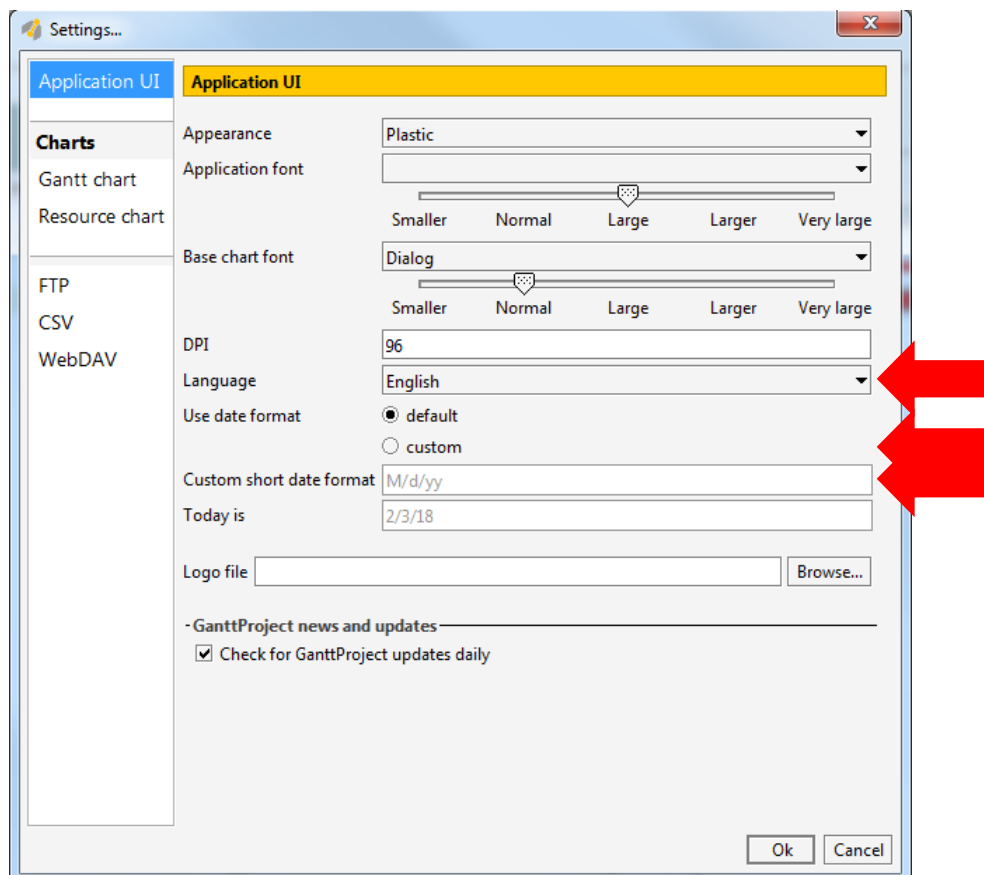 Settings...
Application UI
Charts
Gantt chart
Resource chart
FTP
CSV
WebDAV
Application UI
Appearance Plastic
Application font
Smaller Normal Large Larger Very large
Base chart font Dialog
Smaller Normal Large Larger Very large
DPI 96
Language English
Use date format default
custom
Custom short date format M/d/yy
Today is 2/3/18
Logo file Browse...
GanttProject news and updates
Check for GanttProject updates daily
Ok Cancel